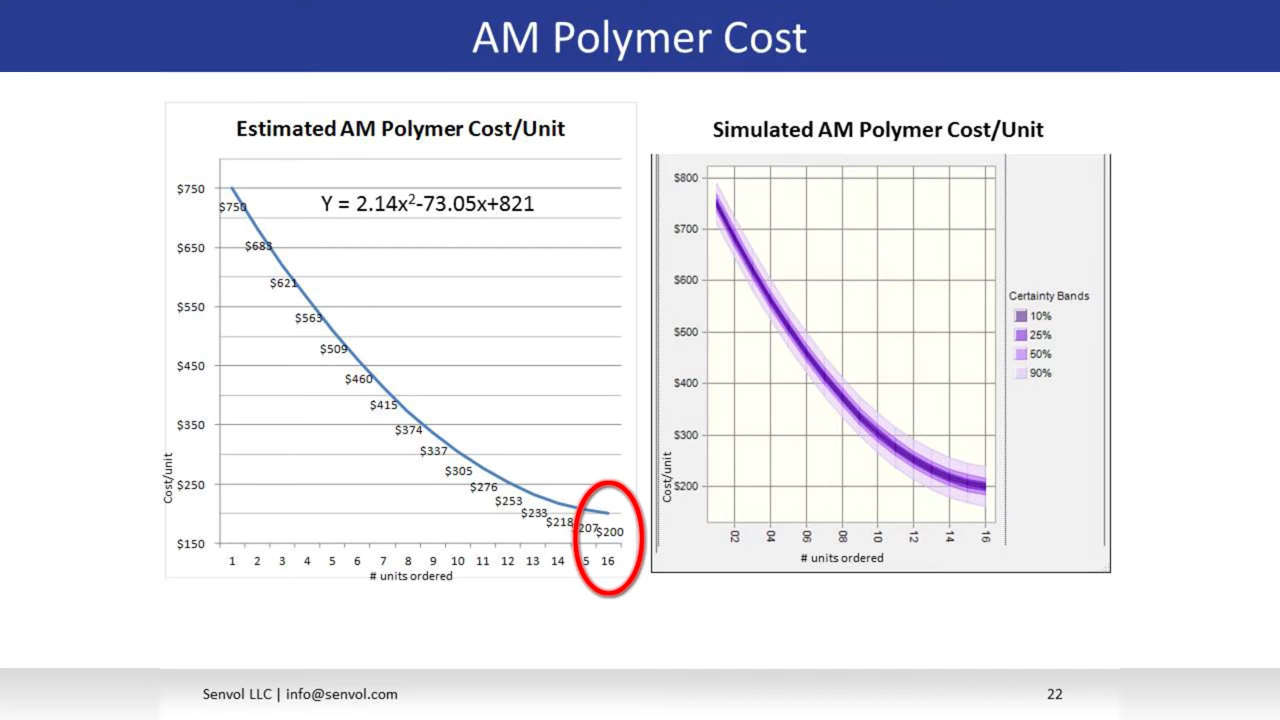 AM Polymer Cost
Estimated AM Polymer Cost/Unit
Y = 2.14x²-73.05x+821
$750
$650
$550
$450
$350
$250
$150
Cost/unit
$750
$683
$621
$563
$509
$460
$415
$374
$337
$305
$276
$253
$233
$218
207
$200
1 2 3 4 5 6 7 8 9 10 11 12 13 14 5 16
# units ordered
Simulated AM Polymer Cost/Unit
$800
$700
$600
$500
$400
$300
$200
Cost/unit
02 04 06 08 10 12 14 16
# units ordered
Certainty Bands
10%
25%
50%
90%
Senvol LLC | info@senvol.com
22